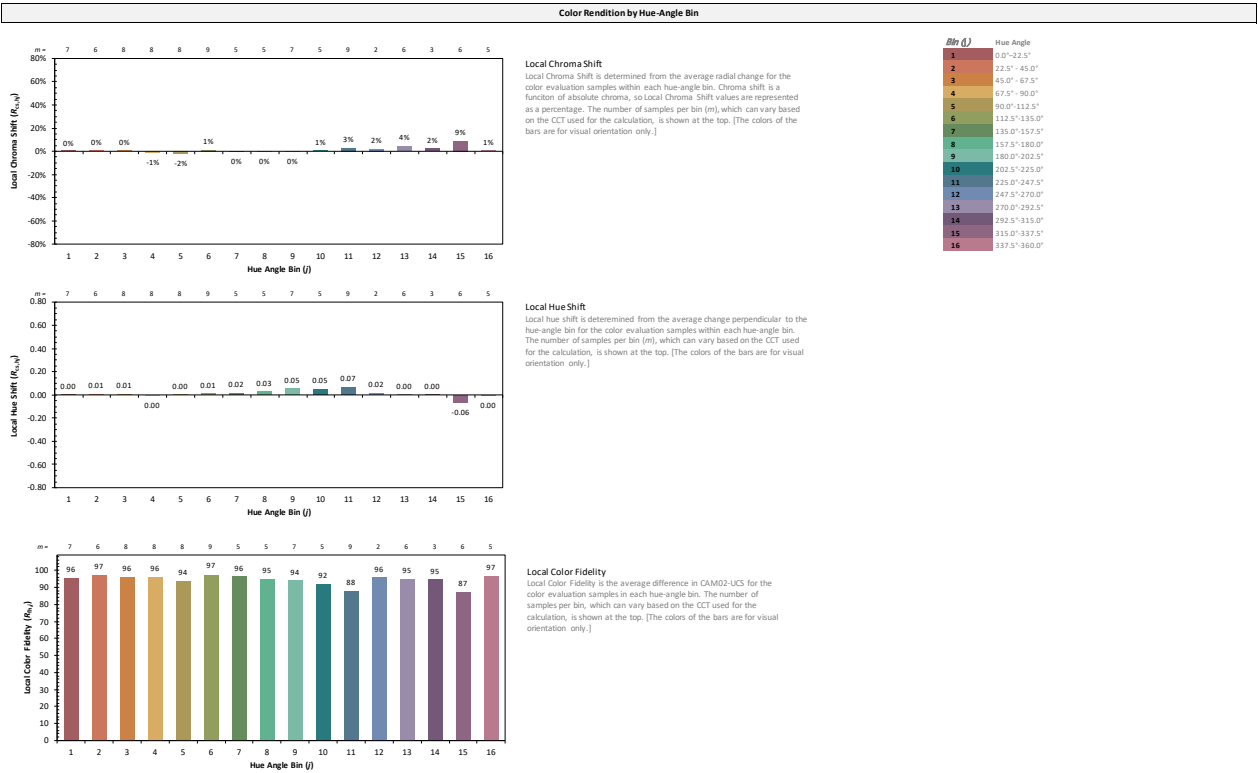 Color Rendition by Hue-Angle Bin
m = 7 6 8 8 8 9 5 5 7 5 9 2 6 3 6 5
80%
60%
40%
20%
0%
-20%
-40%
-60%
-80%
Local Chroma Shift (Rcs,hj)
0% 0% 0% -1% -2% 1% 0% 0% 0% 1% 3% 2% 4% 2% 9% 1%
1 2 3 4 5 6 7 8 9 10 11 12 13 14 15 16
Hue Angle Bin (j)
Local Chroma Shift
Local Chroma Shift is determined from the average radial change for the
color evaluation samples within each hue-angle bin. Chroma shift is a
funciton of absolute chroma, so Local Chroma Shift values are represented
as a percentage. The number of samples per bin (m), which can vary based
on the CCT used for the calculation, is shown at the top. [The colors of the
bars are for visual orientation only.]
Bin (j) Hue Angle
1 0.0°-22.5°
2 22.5° - 45.0°
3 45.0° - 67.5°
4 67.5° - 90.0°
5 90.0°-112.5°
6 112.5°-135.0°
7 135.0°-157.5°
8 157.5°-180.0°
9 180.0°-202.5°
10 202.5°-225.0°
11 225.0°-247.5°
12 247.5°-270.0°
13 270.0°-292.5°
14 292.5°-315.0°
15 315.0°-337.5°
16 337.5°-360.0°
m = 7 6 8 8 8 9 5 5 7 5 9 2 6 3 6 5
0.80
0.60
0.40
0.20
0.00
-0.20
-0.40
-0.60
-0.80
Local Hue Shift (Rcs,hj)
0.00 0.01 0.01 0.00 0.00 0.01 0.02 0.03 0.05 0.05 0.07 0.02 0.00 0.00 -0.06 0.00
1 2 3 4 5 6 7 8 9 10 11 12 13 14 15 16
Hue Angle Bin (j)
Local Hue Shift
Local hue shift is deteremined from the average change perpendicular to the
hue-angle bin for the color evaluation samples within each hue-angle bin.
The number of samples per bin (m), which can vary based on the CCT used
for the calculation, is shown at the top. [The colors of the bars are for visual
orientation only.]
m = 7 6 8 8 8 9 5 5 7 5 9 2 6 3 6 5
100
90
80
70
60
50
40
30
20
10
0
Local Color Fidelity (Rfh,j)
96 97 96 96 94 97 96 95 94 92 88 96 95 95 87 97
1 2 3 4 5 6 7 8 9 10 11 12 13 14 15 16
Hue Angle Bin (j)
Local Color Fidelity
Local Color Fidelity is the average difference in CAM02-UCS for the
color evaluation samples in each hue-angle bin. The number of
samples per bin, which can vary based on the CCT used for the
calculation, is shown at the top. [The colors of the bars are for visual
orientation only.]